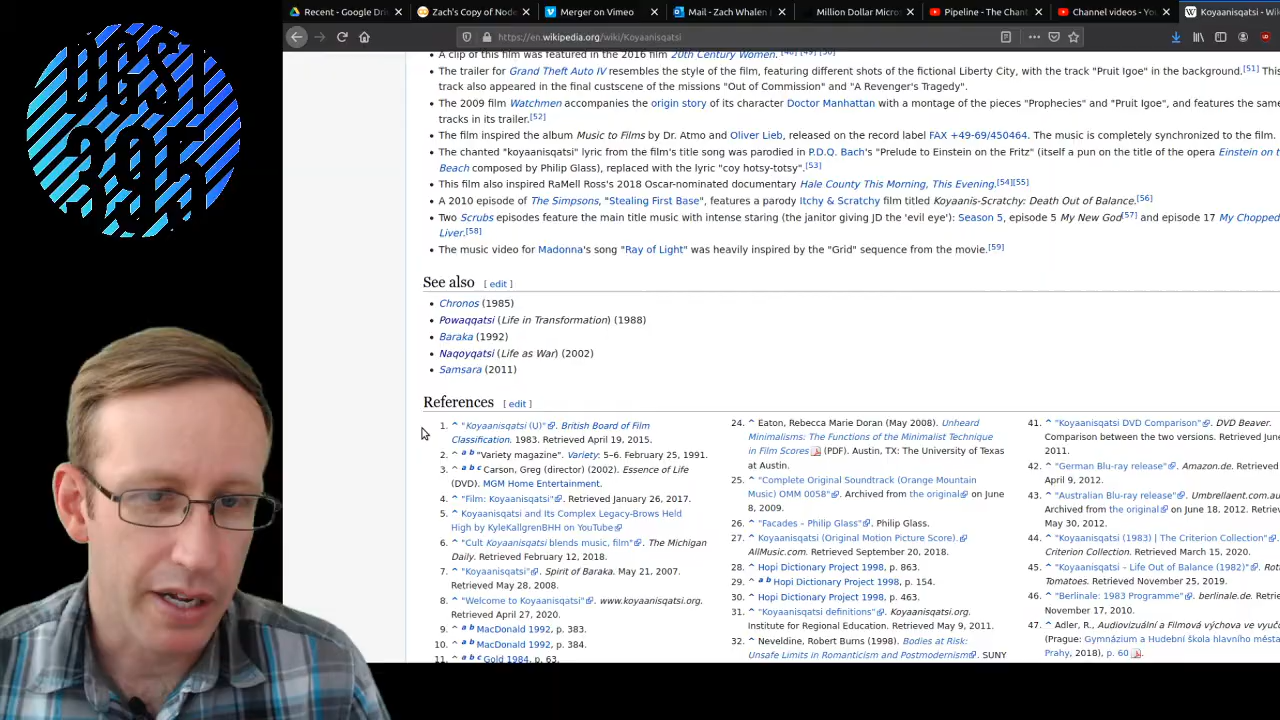 Recent - Google Dri
Zach's Copy of Node
Merger on Vimeo
Mail - Zach Whalen
Million Dollar Micros
Pipeline - The Chant
Channel videos - You
Koyaanisqatsi - Wik
https://en.wikipedia.org/wiki/Koyaanisqatsi
DGST
395
A clip of this film was featured in the 2016 film 20th Century Women. [48] [49] [50]
The trailer for Grand Theft Auto IV resembles the style of the film, featuring different shots of the fictional Liberty City, with the track "Pruit Igoe" in the background.[51] This
track also appeared in the final custscene of the missions "Out of Commission" and "A Revenger's Tragedy".
The 2009 film Watchmen accompanies the origin story of its character Doctor Manhattan with a montage of the pieces "Prophecies" and "Pruit Igoe", and features the same
tracks in its trailer.[52]
The film inspired the album Music to Films by Dr. Atmo and Oliver Lieb, released on the record label FAX +49-69/450464. The music is completely synchronized to the film.
The chanted "koyaanisqatsi" lyric from the film's title song was parodied in P.D.Q. Bach's "Prelude to Einstein on the Fritz" (itself a pun on the title of the opera Einstein on t
Beach composed by Philip Glass), replaced with the lyric "coy hotsy-totsy".[53]
This film also inspired RaMell Ross's 2018 Oscar-nominated documentary Hale County This Morning, This Evening.[54][55]
A 2010 episode of The Simpsons, "Stealing First Base", features a parody Itchy & Scratchy film titled Koyaanis-Scratchy: Death Out of Balance.[56]
Two Scrubs episodes feature the main title music with intense staring (the janitor giving JD the 'evil eye'): Season 5, episode 5 My New God[57] and episode 17 My Chopped
Liver.[58]
The music video for Madonna's song "Ray of Light" was heavily inspired by the "Grid" sequence from the movie.[59]
See also [ edit ]
Chronos (1985)
Powaqqatsi (Life in Transformation) (1988)
Baraka (1992)
Naqoyqatsi (Life as War) (2002)
Samsara (2011)
References [ edit ]
1. ^ "Koyaanisqatsi (U)". British Board of Film
Classification. 1983. Retrieved April 19, 2015.
2. ^ a b "Variety magazine". Variety: 5–6. February 25, 1991.
3. ^ a b c Carson, Greg (director) (2002). Essence of Life
(DVD). MGM Home Entertainment.
4. ^ "Film: Koyaanisqatsi". Retrieved January 26, 2017.
5. ^ Koyaanisqatsi and Its Complex Legacy-Brows Held
High by KyleKallgrenBHH on YouTube
6. ^ "Cult Koyaanisqatsi blends music, film". The Michigan
Daily. Retrieved February 12, 2018.
7. ^ "Koyaanisqatsi". Spirit of Baraka. May 21, 2007.
Retrieved May 28, 2008.
8. ^ "Welcome to Koyaanisqatsi". www.koyaanisqatsi.org.
Retrieved April 27, 2020.
9. ^ a b MacDonald 1992, p. 383.
10. ^ a b MacDonald 1992, p. 384.
11. ^ a b c Gold 1984, p. 63.
24. ^ Eaton, Rebecca Marie Doran (May 2008). Unheard
Minimalisms: The Functions of the Minimalist Technique
in Film Scores (PDF). Austin, TX: The University of Texas
at Austin.
25. ^ "Complete Original Soundtrack (Orange Mountain
Music) OMM 0058". Archived from the original on June
8, 2009.
26. ^ "Facades – Philip Glass". Philip Glass.
27. ^ "Koyaanisqatsi (Original Motion Picture Score).
AllMusic.com. Retrieved September 20, 2018.
28. ^ Hopi Dictionary Project 1998, p. 863.
29. ^ a b Hopi Dictionary Project 1998, p. 154.
30. ^ Hopi Dictionary Project 1998, p. 463.
31. ^ "Koyaanisqatsi definitions". Koyaanisqatsi.org.
Institute for Regional Education. Retrieved May 9, 2011.
32. ^ Neveldine, Robert Burns (1998). Bodies at Risk:
Unsafe Limits in Romanticism and Postmodernism. SUNY
41. ^ "Koyaanisqatsi DVD Comparison". DVD Beaver.
Comparison between the two versions. Retrieved June
2011.
42. ^ "German Blu-ray release". Amazon.de. Retrieved
April 9, 2012.
43. ^ "Australian Blu-ray release". Umbrellaent.com.au
Archived from the original on June 18, 2012. Retrieved
May 30, 2012.
44. ^ "Koyaanisqatsi (1983) | The Criterion Collection".
Criterion Collection. Retrieved March 15, 2020.
45. ^ "Koyaanisqatsi – Life Out of Balance (1982)". Rott
Tomatoes. Retrieved November 25, 2019.
46. ^ "Berlinale: 1983 Programme". berlinale.de. Retrieved
November 17, 2010.
47. ^ Adler, R., Audiovizuální a Filmová výchova ve vyučo
(Prague: Gymnázium a Hudební škola hlavního města
Prahy, 2018), p. 60